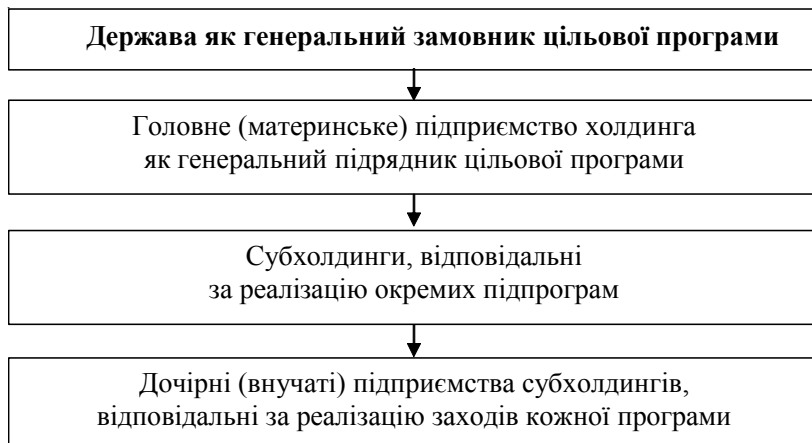 Держава як генеральний замовник цільової програми
Головне (материнське) підприємство холдинга
як генеральний підрядник цільової програми
Субхолдинги, відповідальні
за реалізацію окремих підпрограм
Дочірні (внучаті) підприємства субхолдингів,
відповідальні за реалізацію заходів кожної програми